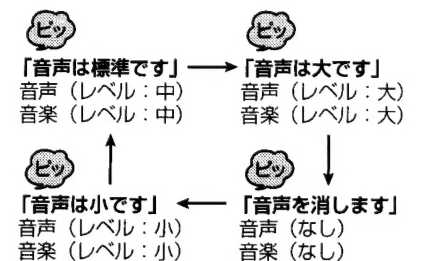 ピッ ピッ
「音声は標準です」 「音声は大です」
音声（レベル：中） 音声（レベル：大）
音楽（レベル：中） 音楽（レベル：大）
ピッ ピッ
「音声は小です」 「音声を消します」
音声（レベル：小） 音声（なし）
音楽（レベル：小） 音楽（なし）